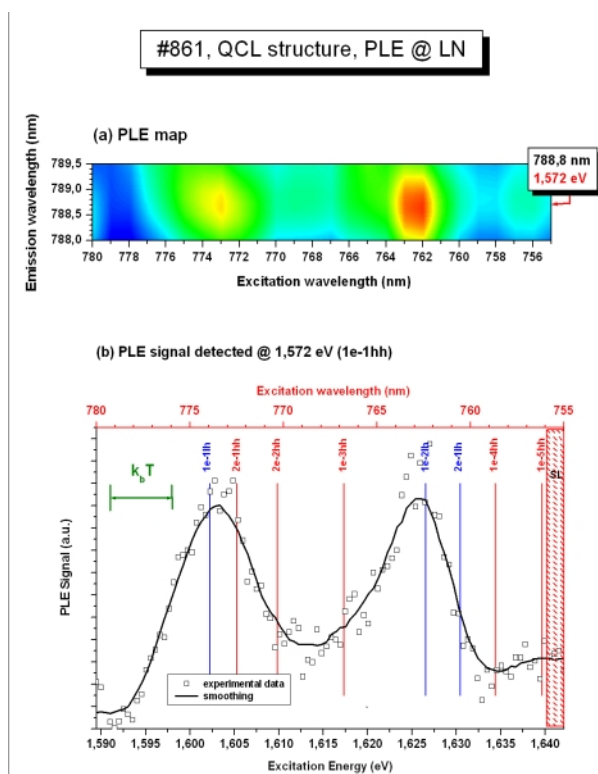 #861, QCL structure, PLE @ LN
(a) PLE map
788,8 nm
1,572 eV
Emission wavelength (nm)
789,5
789,0
788,5
788,0
780 778 776 774 772 770 768 766 764 762 760 758 756
Excitation wavelength (nm)
(b) PLE signal detected @ 1,572 eV (1e-1hh)
Excitation wavelength (nm)
780 775 770 765 760 755
k_bT
1e-1lh
2e-1hh
2e-2hh
1e-3hh
1e-2lh
2e-1lh
1e-4hh
1e-5hh
SL
PLE Signal (a.u.)
experimental data
smoothing
1,590 1,595 1,600 1,605 1,610 1,615 1,620 1,625 1,630 1,635 1,640
Excitation Energy (eV)